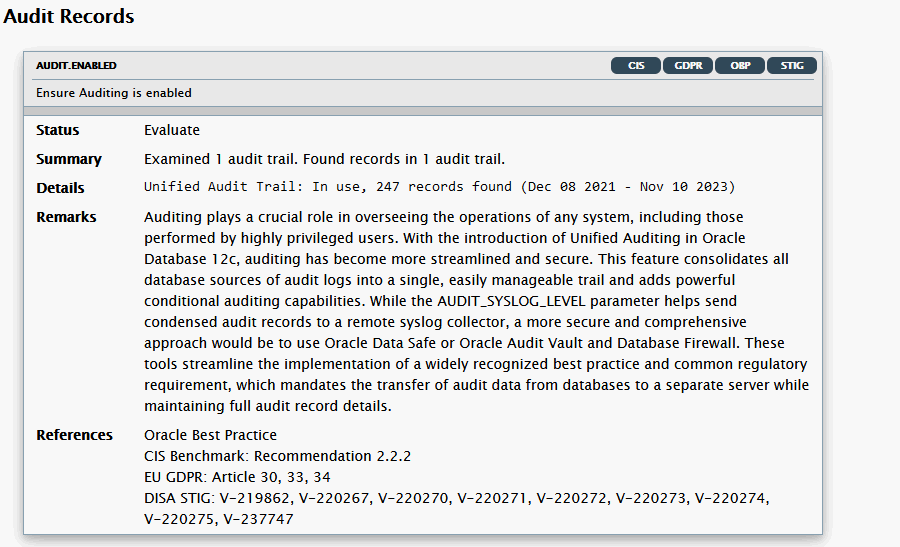 Audit Records
AUDIT.ENABLED CIS GDPR OBP STIG
Ensure Auditing is enabled
Status Evaluate
Summary Examined 1 audit trail. Found records in 1 audit trail.
Details Unified Audit Trail: In use, 247 records found (Dec 08 2021 - Nov 10 2023)
Remarks Auditing plays a crucial role in overseeing the operations of any system, including those
performed by highly privileged users. With the introduction of Unified Auditing in Oracle
Database 12c, auditing has become more streamlined and secure. This feature consolidates all
database sources of audit logs into a single, easily manageable trail and adds powerful
conditional auditing capabilities. While the AUDIT_SYSLOG_LEVEL parameter helps send
condensed audit records to a remote syslog collector, a more secure and comprehensive
approach would be to use Oracle Data Safe or Oracle Audit Vault and Database Firewall. These
tools streamline the implementation of a widely recognized best practice and common regulatory
requirement, which mandates the transfer of audit data from databases to a separate server while
maintaining full audit record details.
References Oracle Best Practice
CIS Benchmark: Recommendation 2.2.2
EU GDPR: Article 30, 33, 34
DISA STIG: V-219862, V-220267, V-220270, V-220271, V-220272, V-220273, V-220274,
V-220275, V-237747